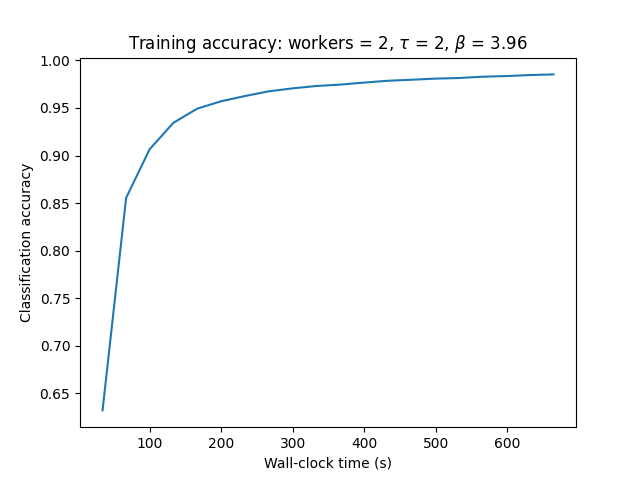 Training accuracy: workers = 2, τ = 2, β = 3.96
1.00
0.95
0.90
0.85
0.80
0.75
0.70
0.65
Classification accuracy
100 200 300 400 500 600
Wall-clock time (s)